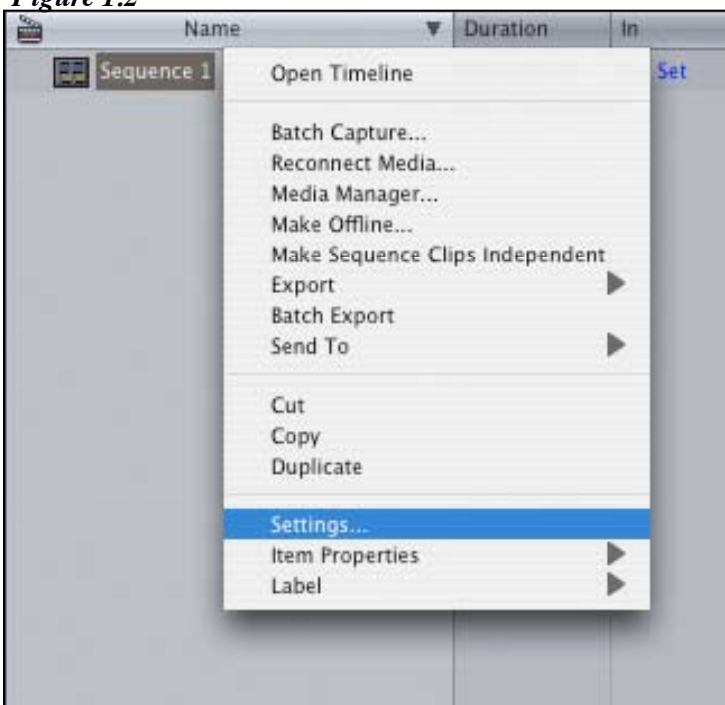 Figure 1.2
Name Duration In
Sequence 1 Set
Open Timeline
Batch Capture...
Reconnect Media...
Media Manager...
Make Offline...
Make Sequence Clips Independent
Export
Batch Export
Send To
Cut
Copy
Duplicate
Settings...
Item Properties
Label